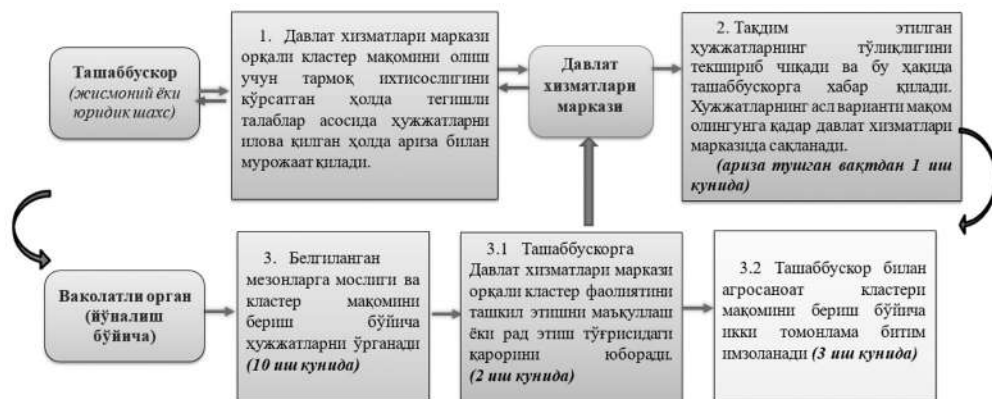 Ташаббускор
(жисмоний ёки
юридик шахс)
1. Давлат хизматлари маркази
орқали кластер мақомини олиш
учун тармоқ ихтисослигини
кўрсатган ҳолда тегишли
талаблар асосида ҳужжатларни
илова қилган ҳолда ариза билан
мурожаат қилади.
Давлат
хизматлари
маркази
2. Тақдим этилган
ҳужжатларнинг тўлиқлигини
текшириб чиқади ва бу ҳақида
ташаббускорга хабар қилади.
Хужжатларнинг асл варианти мақом
олингунга қадар давлат хизматлари
марказида сақланади.
(ариза тушган вақтдан 1 иш
кунида)
Ваколатли орган
(йўналиш
бўйича)
3. Белгиланган
мезонларга мослиги ва
кластер мақомини
бериш бўйича
ҳужжатларни ўрганади
(10 иш кунида)
3.1 Ташаббускорга
Давлат хизматлари маркази
орқали кластер фаолиятини
ташкил этишни маъқуллаш
ёки рад этиш тўғрисидаги
қарорини юборади.
(2 иш кунида)
3.2 Ташаббускор билан
агросаноат кластери
мақомини бериш бўйича
икки томонлама битим
имзоланади (3 иш кунида)